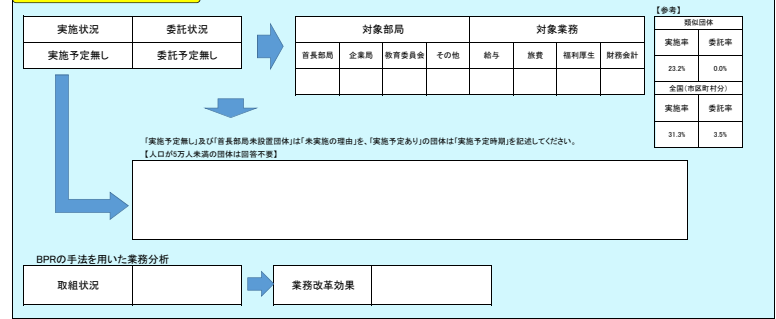 【参考】
実施状況 委託状況 対象部局 対象業務 類似団体
実施予定無し 委託予定無し 首長部局 企業局 教育委員会 その他 給与 旅費 福利厚生 財務会計 実施率 委託率
23.2% 0.0%
全国(市区町村分)
実施率 委託率
31.3% 3.5%
「実施予定無し」及び「首長部局未設置団体」は「未実施の理由」を、「実施予定あり」の団体は「実施予定時期」を記述してください。
【人口が5万人未満の団体は回答不要】
BPRの手法を用いた業務分析
取組状況 業務改革効果